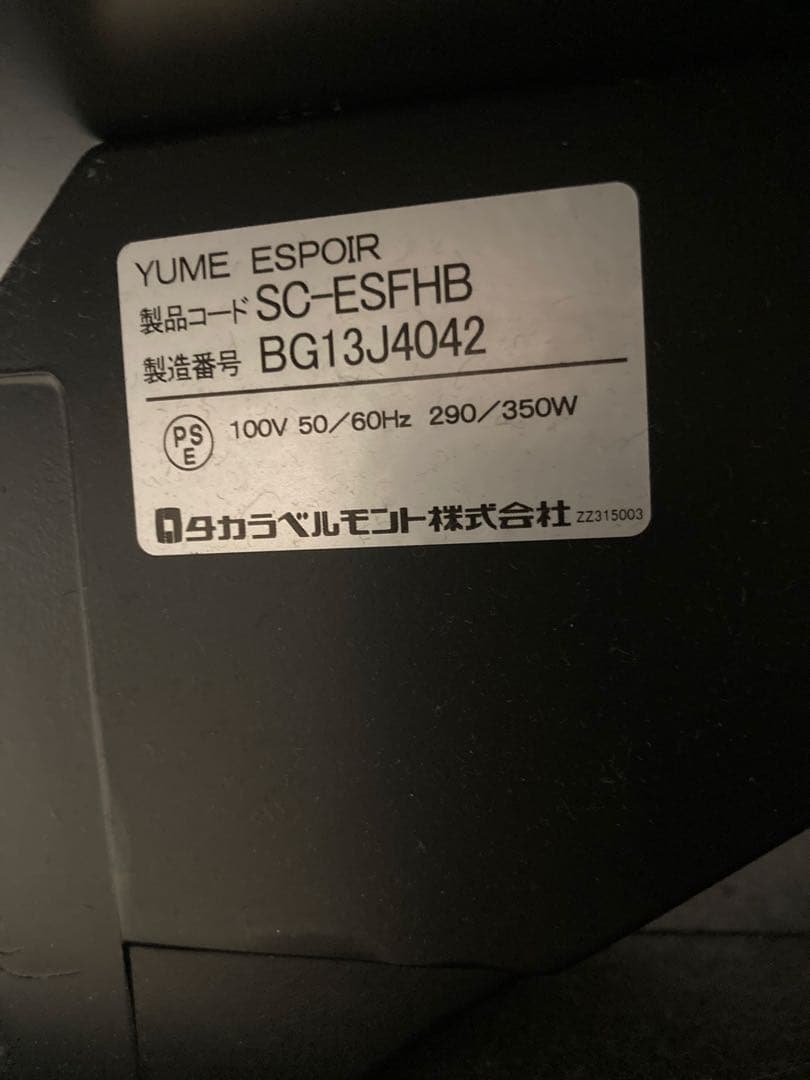 YUME ESPOIR
製品コード SC-ESFHB
製造番号 BG13J4042
PSE 100V 50/60Hz 290/350W
タカラベルモント株式会社 ZZ315003